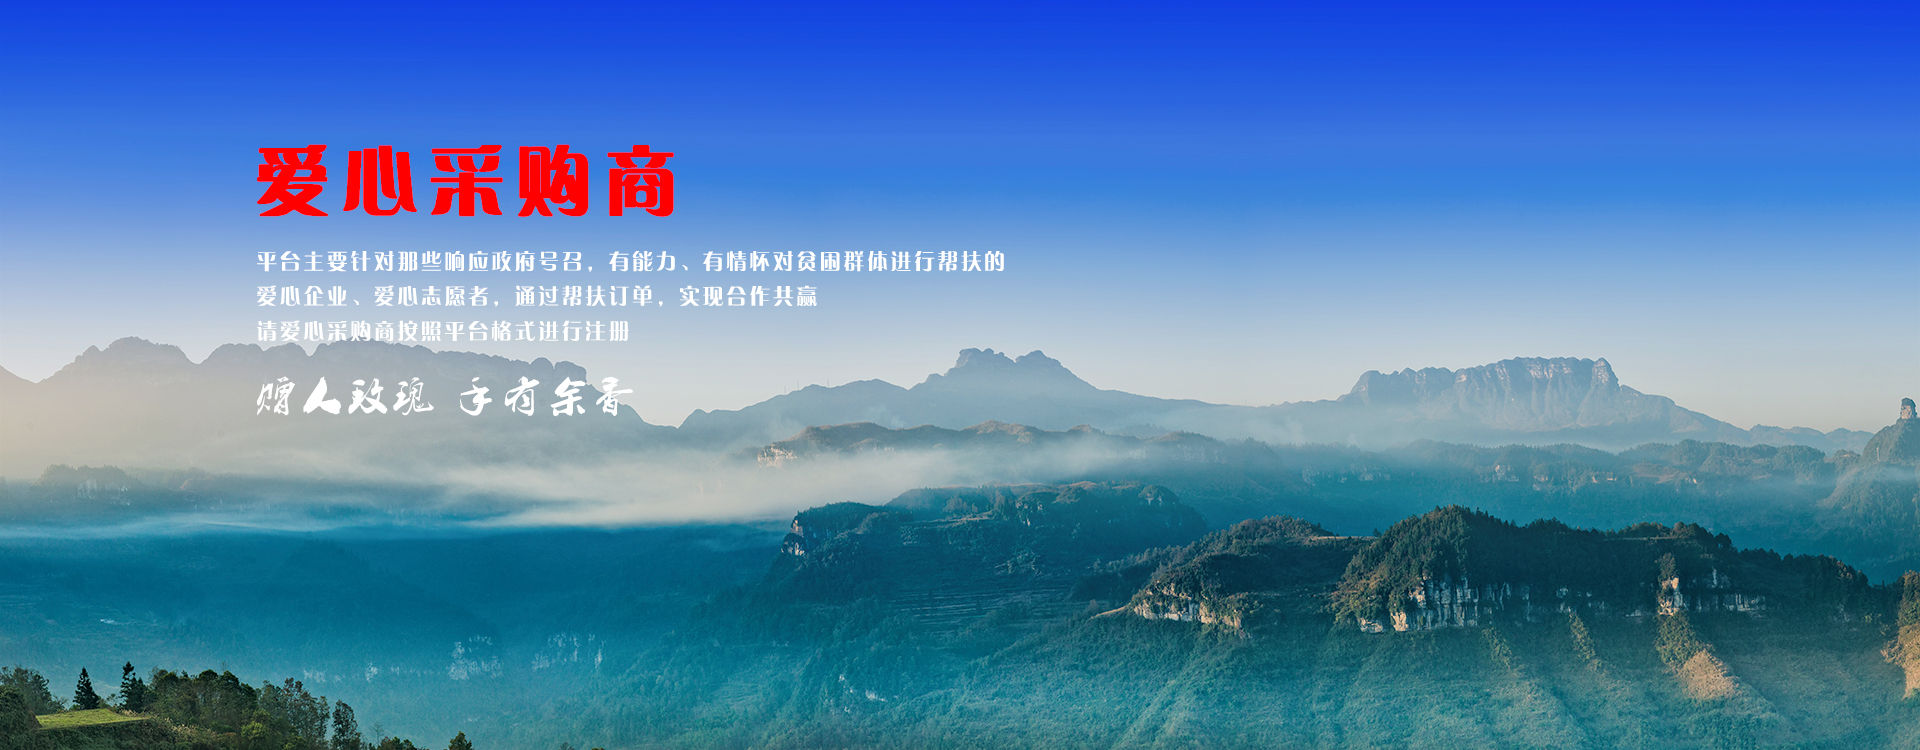 爱心采购商
平台主要针对那些响应政府号召，有能力、有情怀对贫困群体进行帮扶的
爱心企业、爱心志愿者，通过帮扶订单，实现合作共赢
请爱心采购商按照平台格式进行注册
赠人玫瑰 手有余香